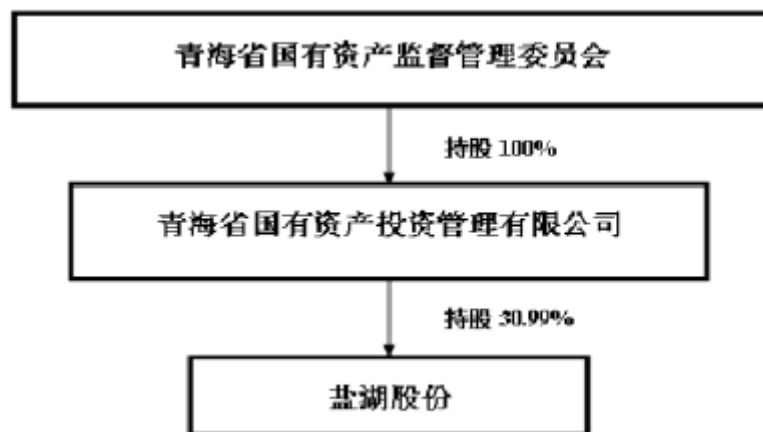 青海省国有资产监督管理委员会
持股 100%
青海省国有资产投资管理有限公司
持股 30.99%
盐湖股份